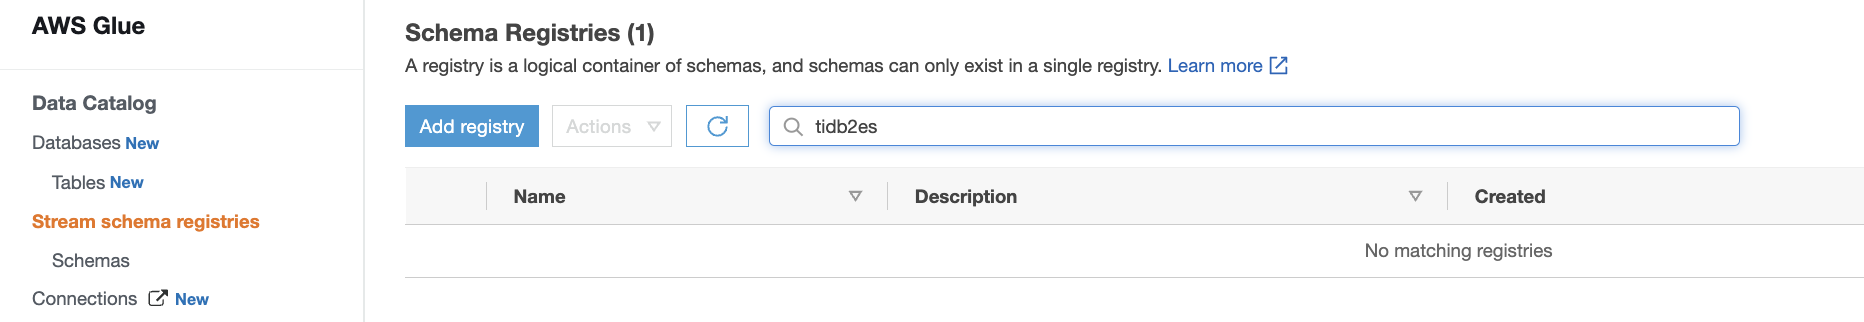 AWS Glue
Data Catalog
Databases New
Tables New
Stream schema registries
Schemas
Connections New
Schema Registries (1)
A registry is a logical container of schemas, and schemas can only exist in a single registry. Learn more
Add registry Actions tidb2es
Name Description Created
No matching registries